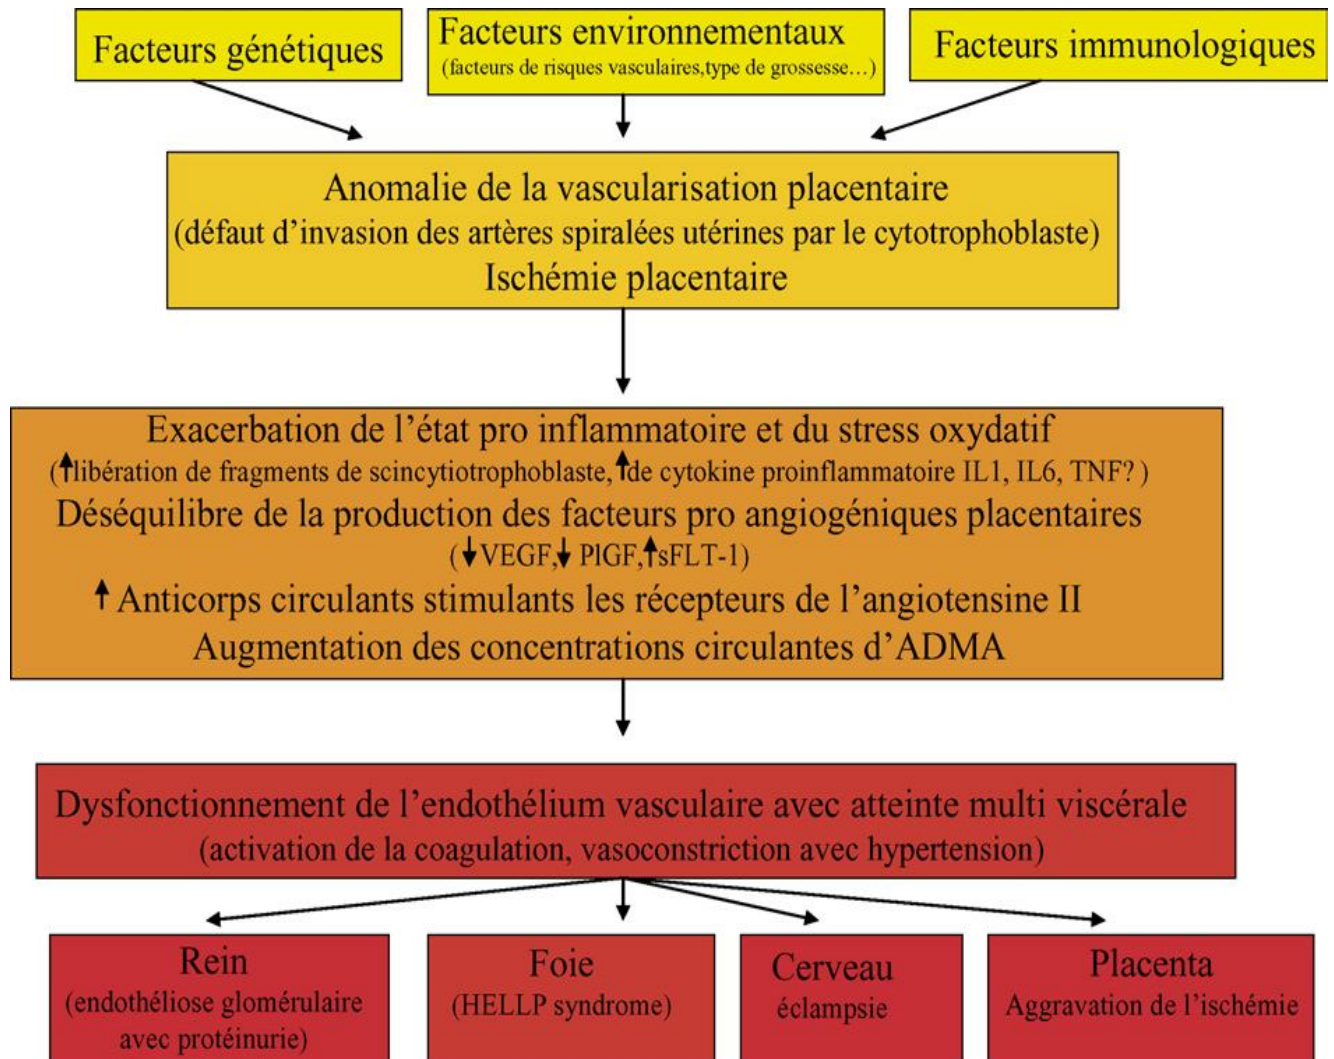 Facteurs génétiques
Facteurs environnementaux
(facteurs de risques vasculaires,type de grossesse...)
Facteurs immunologiques
Anomalie de la vascularisation placentaire
(défaut d'invasion des artères spiralées utérines par le cytotrophoblaste)
Ischémie placentaire
Exacerbation de l'état pro inflammatoire et du stress oxydatif
(↑libération de fragments de scincytiotrophoblaste,↑de cytokine proinflammatoire IL1, IL6, TNF? )
Déséquilibre de la production des facteurs pro angiogéniques placentaires
(↓VEGF,↓ PlGF,↑sFLT-1)
↑ Anticorps circulants stimulants les récepteurs de l'angiotensine II
Augmentation des concentrations circulantes d'ADMA
Dysfonctionnement de l'endothélium vasculaire avec atteinte multi viscérale
(activation de la coagulation, vasoconstriction avec hypertension)
Rein
(endothéliose glomérulaire
avec protéinurie)
Foie
(HELLP syndrome)
Cerveau
éclampsie
Placenta
Aggravation de l'ischémie